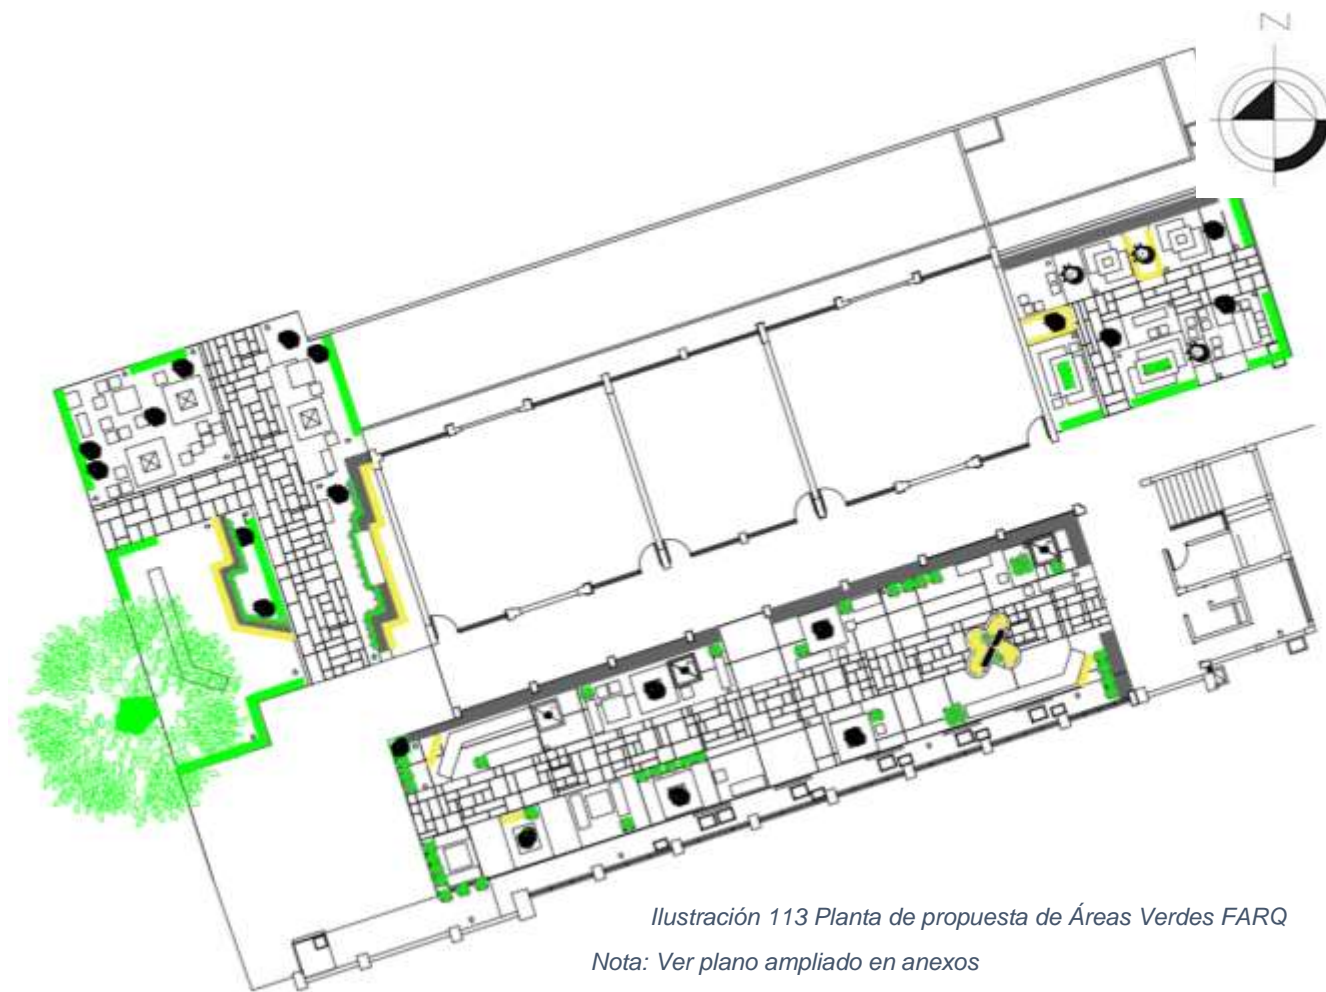 N
Ilustración 113 Planta de propuesta de Áreas Verdes FARQ
Nota: Ver plano ampliado en anexos